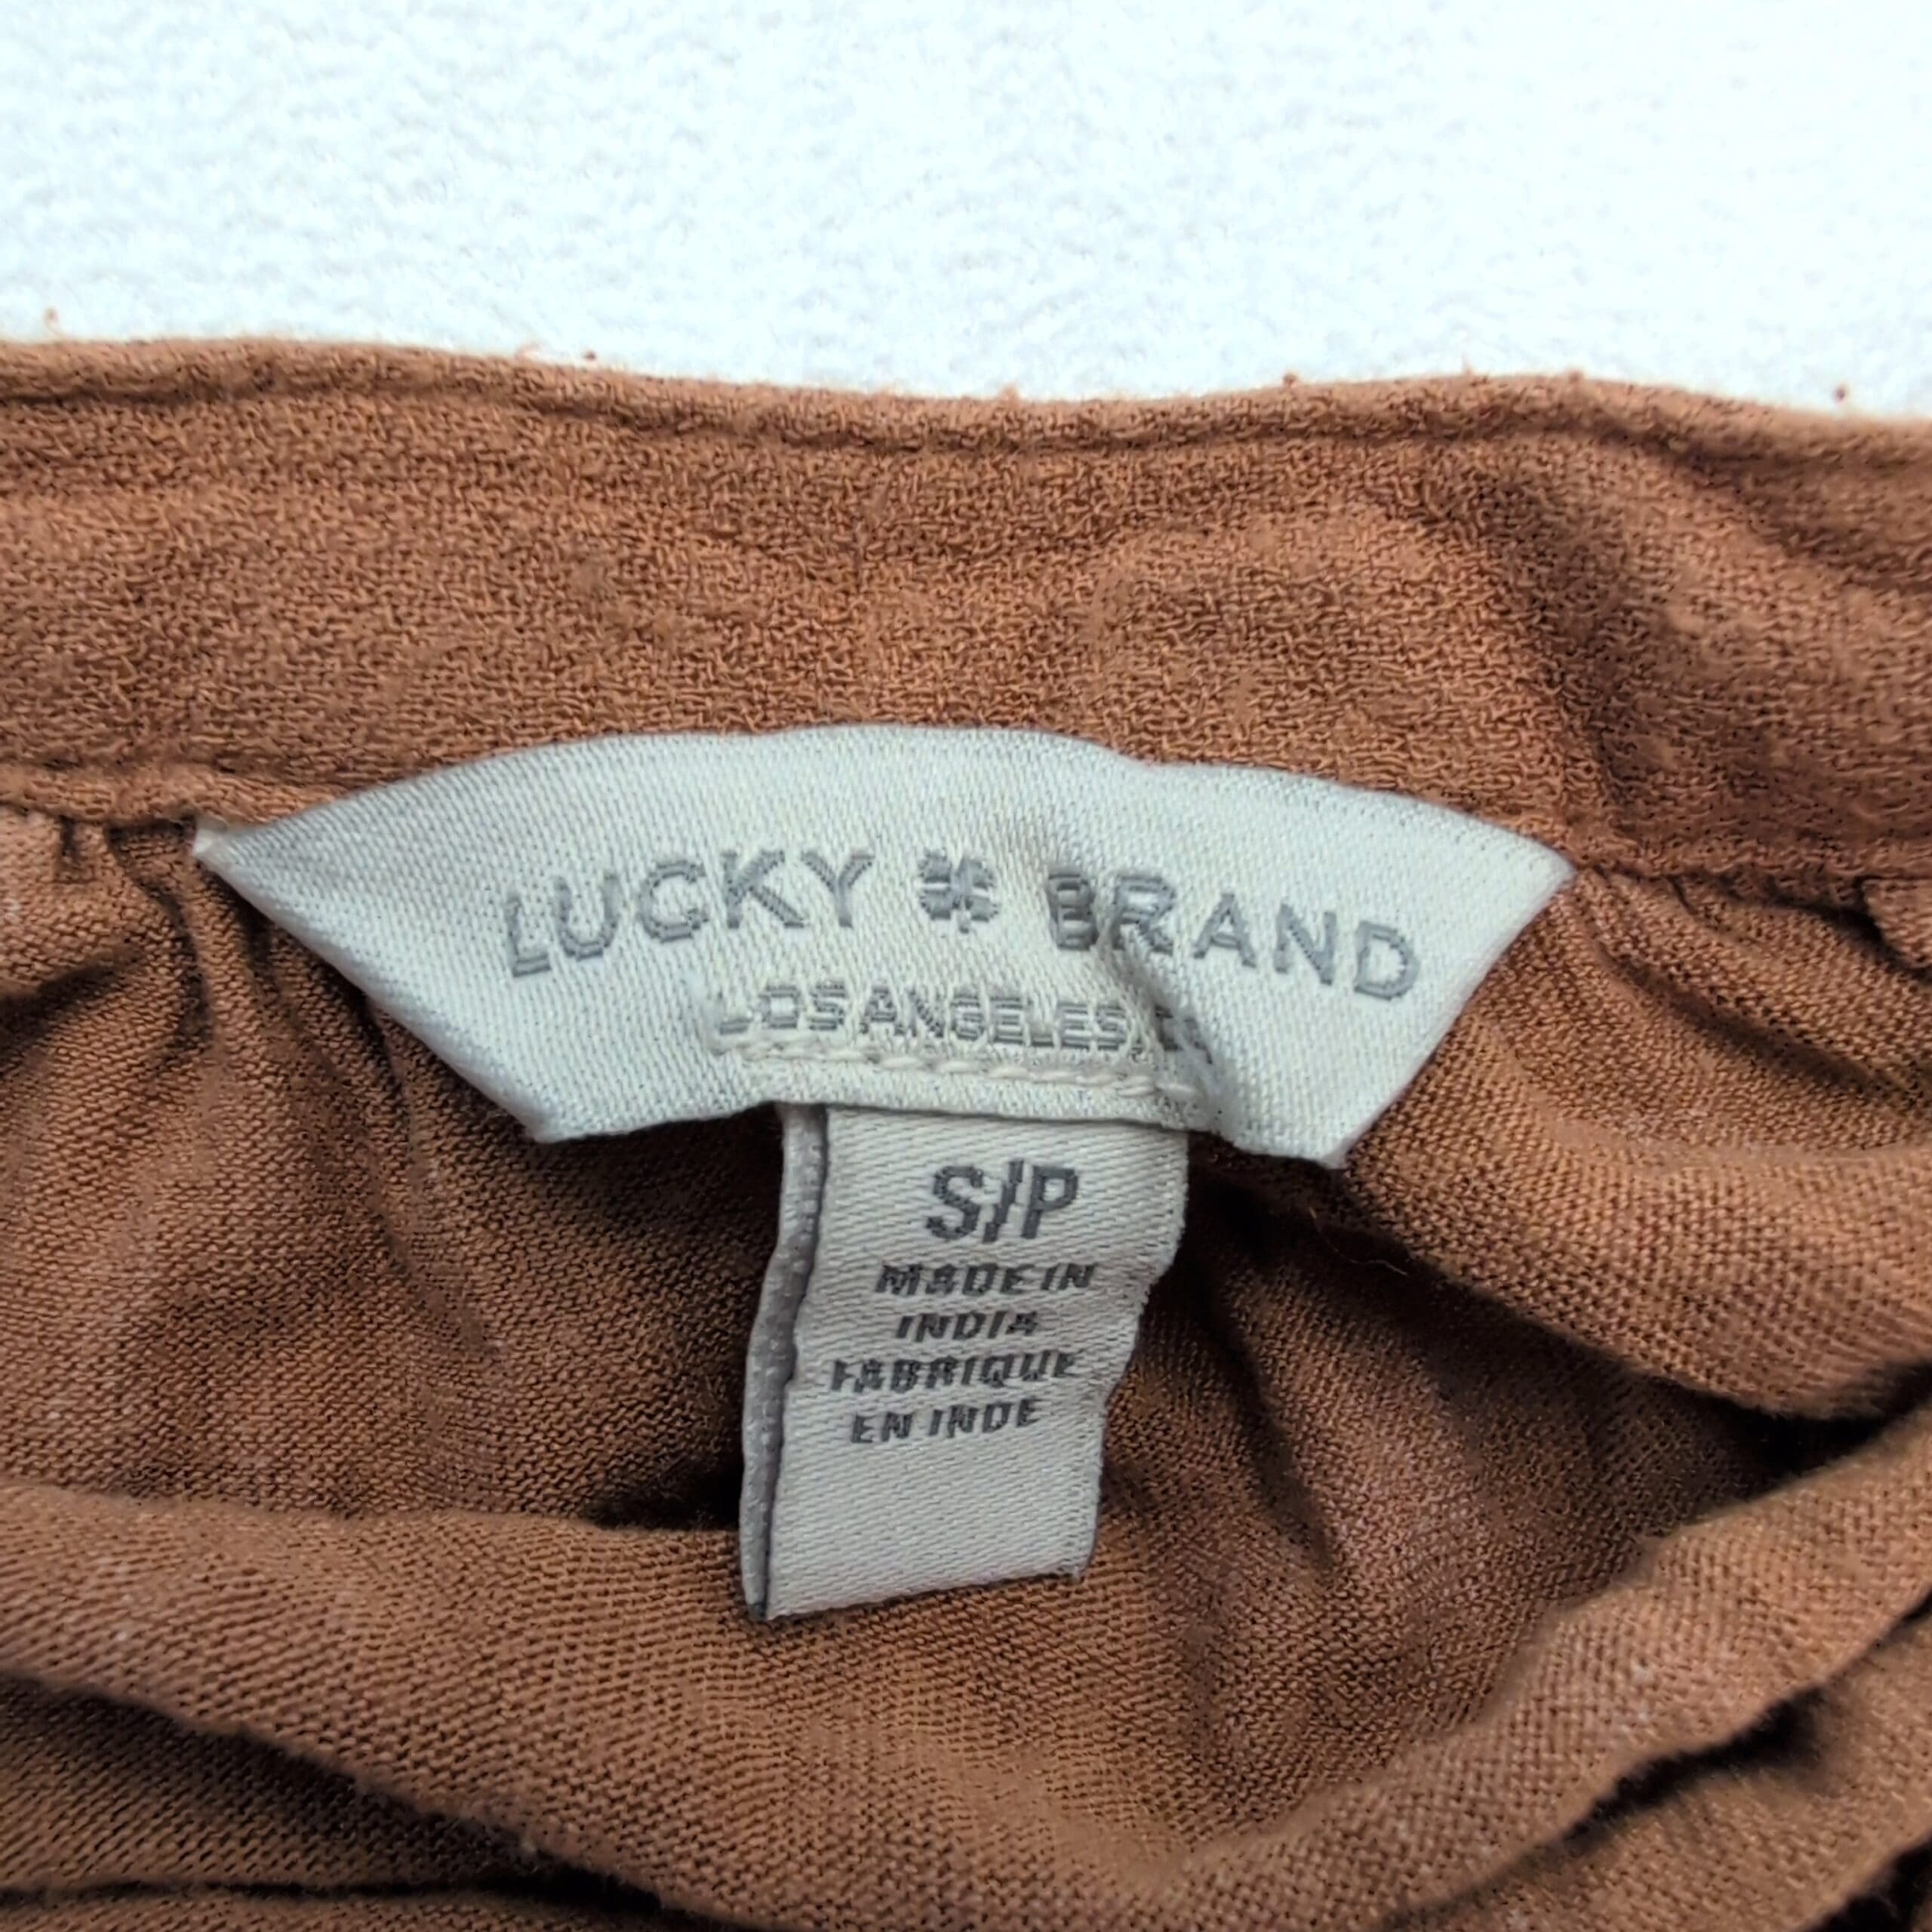 LUCKY BRAND
LOS ANGELES,
S/P
MADE IN
INDIA
FABRIQUE
EN INDE